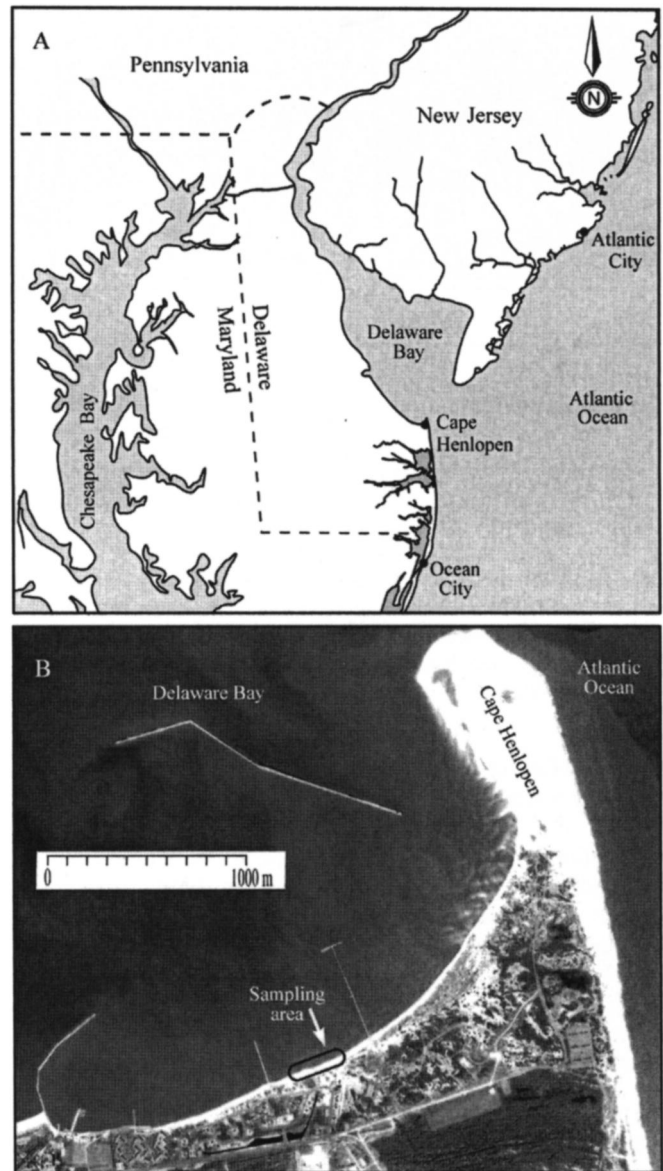 A
Pennsylvania
New Jersey
N
Atlantic
City
Delaware
Bay
Delaware
Maryland
Chesapeake Bay
Atlantic
Ocean
Cape
Henlopen
Ocean
City
B
Delaware Bay
Atlantic
Ocean
Cape Henlopen
0
1000 m
Sampling
area